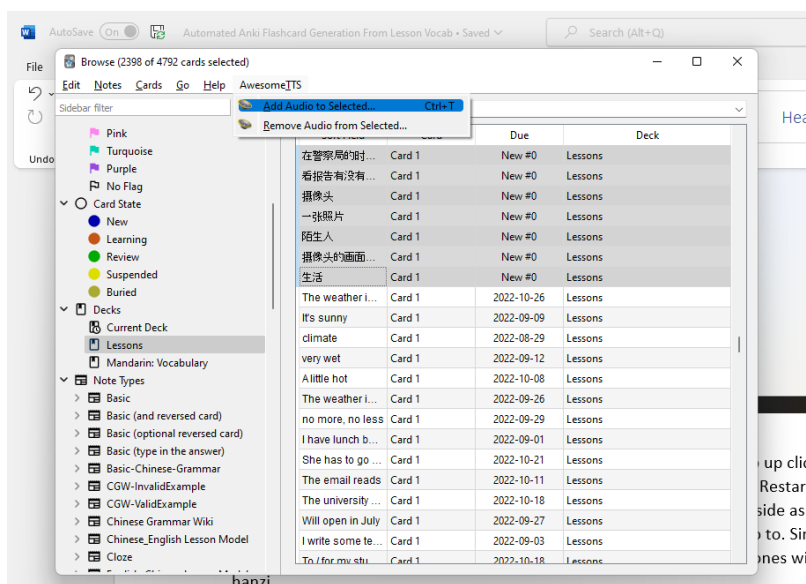 AutoSave On Automated Anki Flashcard Generation From Lesson Vocab • Saved Search (Alt+Q)
File
Undo
Hea
Browse (2398 of 4792 cards selected)
Edit Notes Cards Go Help AwesomeTTS
Sidebar filter
Add Audio to Selected... Ctrl+T
Remove Audio from Selected...
Due Deck
Pink
Turquoise
Purple
No Flag
Card State
New
Learning
Review
Suspended
Buried
Decks
Current Deck
Lessons
Mandarin: Vocabulary
Note Types
Basic
Basic (and reversed card)
Basic (optional reversed card)
Basic (type in the answer)
Basic-Chinese-Grammar
CGW-InvalidExample
CGW-ValidExample
Chinese Grammar Wiki
Chinese_English Lesson Model
Cloze
在警察局的时... Card 1 New #0 Lessons
看报告有没有... Card 1 New #0 Lessons
摄像头 Card 1 New #0 Lessons
一张照片 Card 1 New #0 Lessons
陌生人 Card 1 New #0 Lessons
摄像头的画面... Card 1 New #0 Lessons
生活 Card 1 New #0 Lessons
The weather i... Card 1 2022-10-26 Lessons
It's sunny Card 1 2022-09-09 Lessons
climate Card 1 2022-08-29 Lessons
very wet Card 1 2022-09-12 Lessons
A little hot Card 1 2022-10-08 Lessons
The weather i... Card 1 2022-09-26 Lessons
no more, no less Card 1 2022-09-29 Lessons
I have lunch b... Card 1 2022-09-01 Lessons
She has to go ... Card 1 2022-10-21 Lessons
The email reads Card 1 2022-10-11 Lessons
The university ... Card 1 2022-10-18 Lessons
Will open in July Card 1 2022-09-27 Lessons
I write some te... Card 1 2022-09-03 Lessons
To / for my stu... Card 1 2022-10-18 Lessons
up clic
Restar
side as
to. Sir
ones wi
hanzi